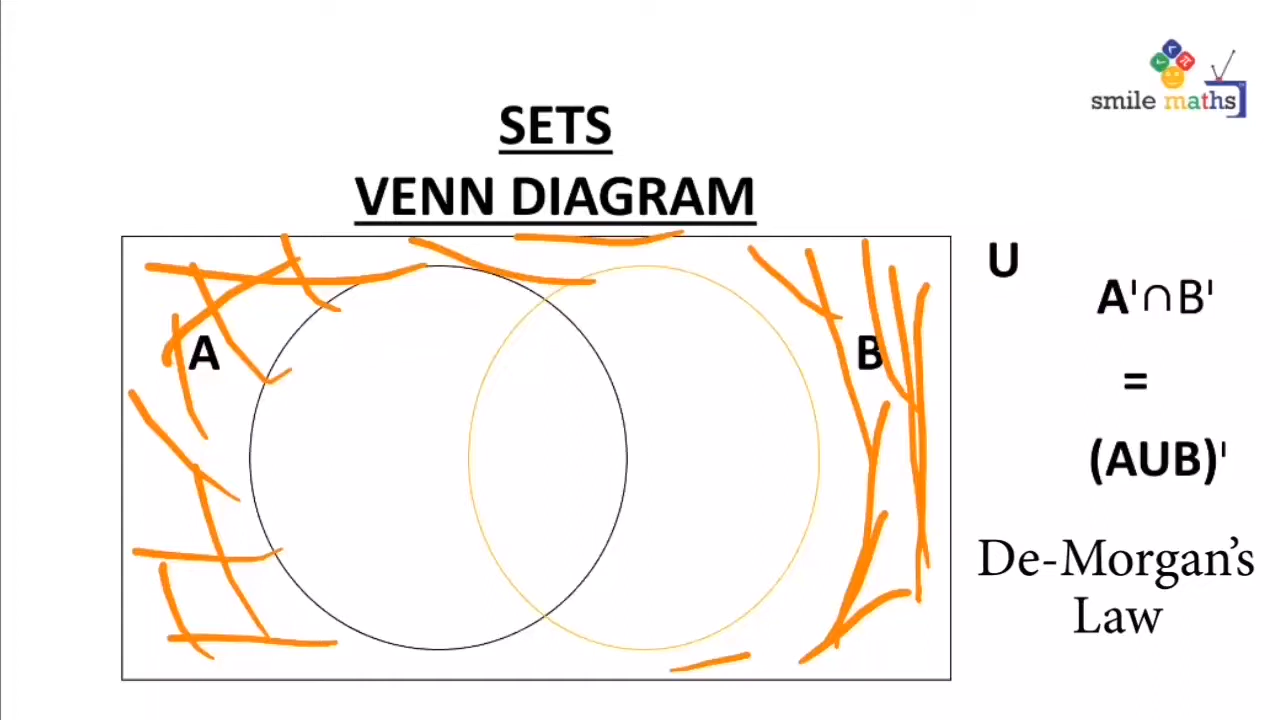 smile maths
SETS
VENN DIAGRAM
U
A'∩B'
A
B
=
(AUB)'
De-Morgan’s
Law